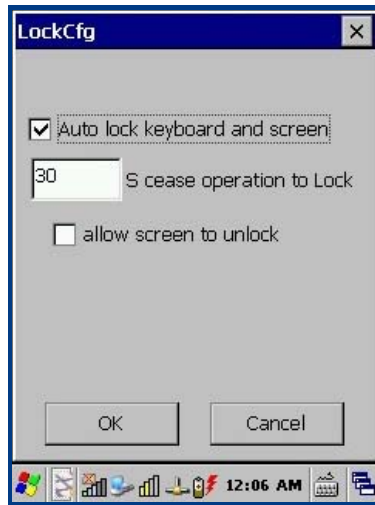 LockCfg
Auto lock keyboard and screen
30 S cease operation to Lock
allow screen to unlock
OK Cancel
12:06 AM